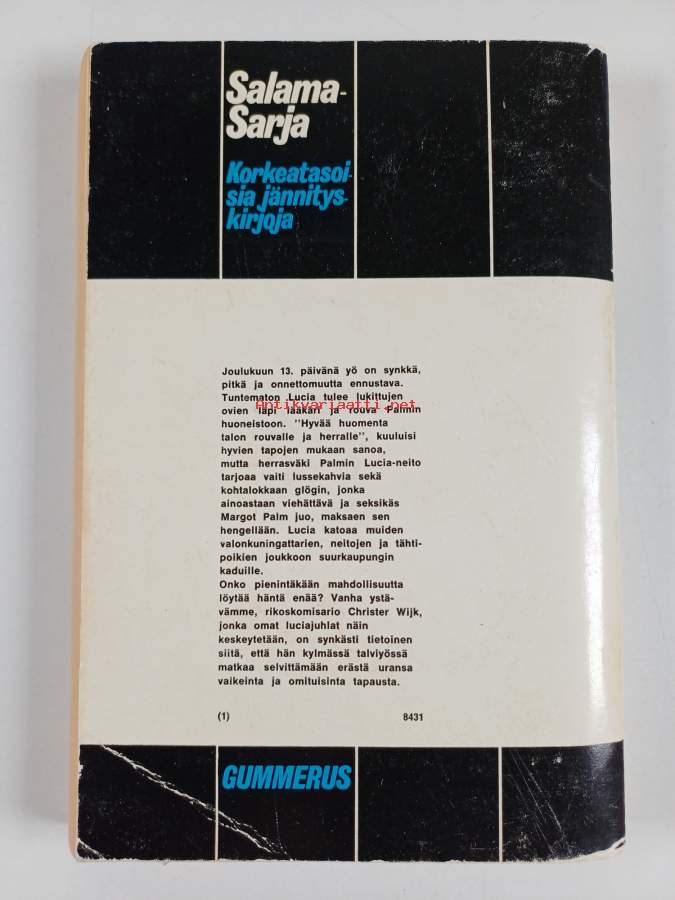 Salama-
Sarja
Korkeatasoi-
sia jännitys-
kirjoja
Joulukuun 13. päivänä yö on synkkä,
pitkä ja onnettomuutta ennustava.
Tuntematon Lucia tulee lukittujen
Antikvariaatti.net
ovien läpi lääkäri ja rouva Palmin
huoneistoon. "Hyvää huomenta
talon rouvalle ja herralle", kuuluisi
hyvien tapojen mukaan sanoa,
mutta herrasväki Palmin Lucia-neito
tarjoaa vaiti lussekahvia sekä
kohtalokkaan glögin, jonka
ainoastaan viehättävä ja seksikäs
Margot Palm juo, maksaen sen
hengellään. Lucia katoaa muiden
valonkuningattarien, neitojen ja tähti-
poikien joukkoon suurkaupungin
kaduille.
Onko pienintäkään mahdollisuutta
löytää häntä enää? Vanha ystä-
vämme, rikoskomisario Christer Wijk,
jonka omat luciajuhlat näin
keskeytetään, on synkästi tietoinen
siitä, että hän kylmässä talviyössä
matkaa selvittämään erästä uransa
vaikeinta ja omituisinta tapausta.
(1) 8431
GUMMERUS